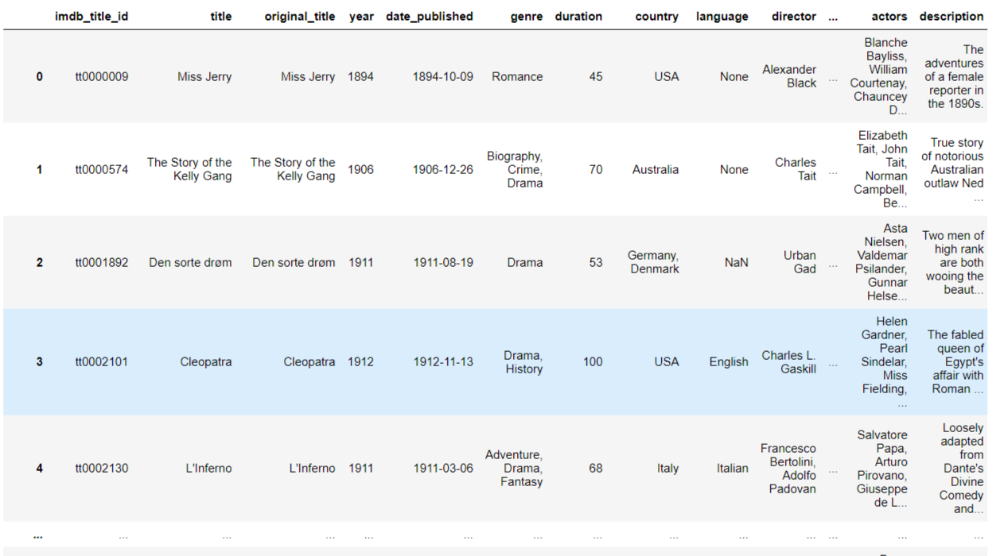 imdb_title_id title original_title year date_published genre duration country language director ... actors description
0 tt0000009 Miss Jerry Miss Jerry 1894 1894-10-09 Romance 45 USA None Alexander Black ... Blanche Bayliss, William Courtenay, Chauncey D... The adventures of a female reporter in the 1890s.
1 tt0000574 The Story of the Kelly Gang The Story of the Kelly Gang 1906 1906-12-26 Biography, Crime, Drama 70 Australia None Charles Tait ... Elizabeth Tait, John Tait, Norman Campbell, Be... True story of notorious Australian outlaw Ned ...
2 tt0001892 Den sorte drøm Den sorte drøm 1911 1911-08-19 Drama 53 Germany, Denmark NaN Urban Gad ... Asta Nielsen, Valdemar Psilander, Gunnar Helse... Two men of high rank are both wooing the beaut...
3 tt0002101 Cleopatra Cleopatra 1912 1912-11-13 Drama, History 100 USA English Charles L. Gaskill ... Helen Gardner, Pearl Sindelar, Miss Fielding, ... The fabled queen of Egypt's affair with Roman ...
4 tt0002130 L'Inferno L'Inferno 1911 1911-03-06 Adventure, Drama, Fantasy 68 Italy Italian Francesco Bertolini, Adolfo Padovan ... Salvatore Papa, Arturo Pirovano, Giuseppe de L... Loosely adapted from Dante's Divine Comedy and...
... ... ... ... ... ... ... ... ... ... ... ... ... ...